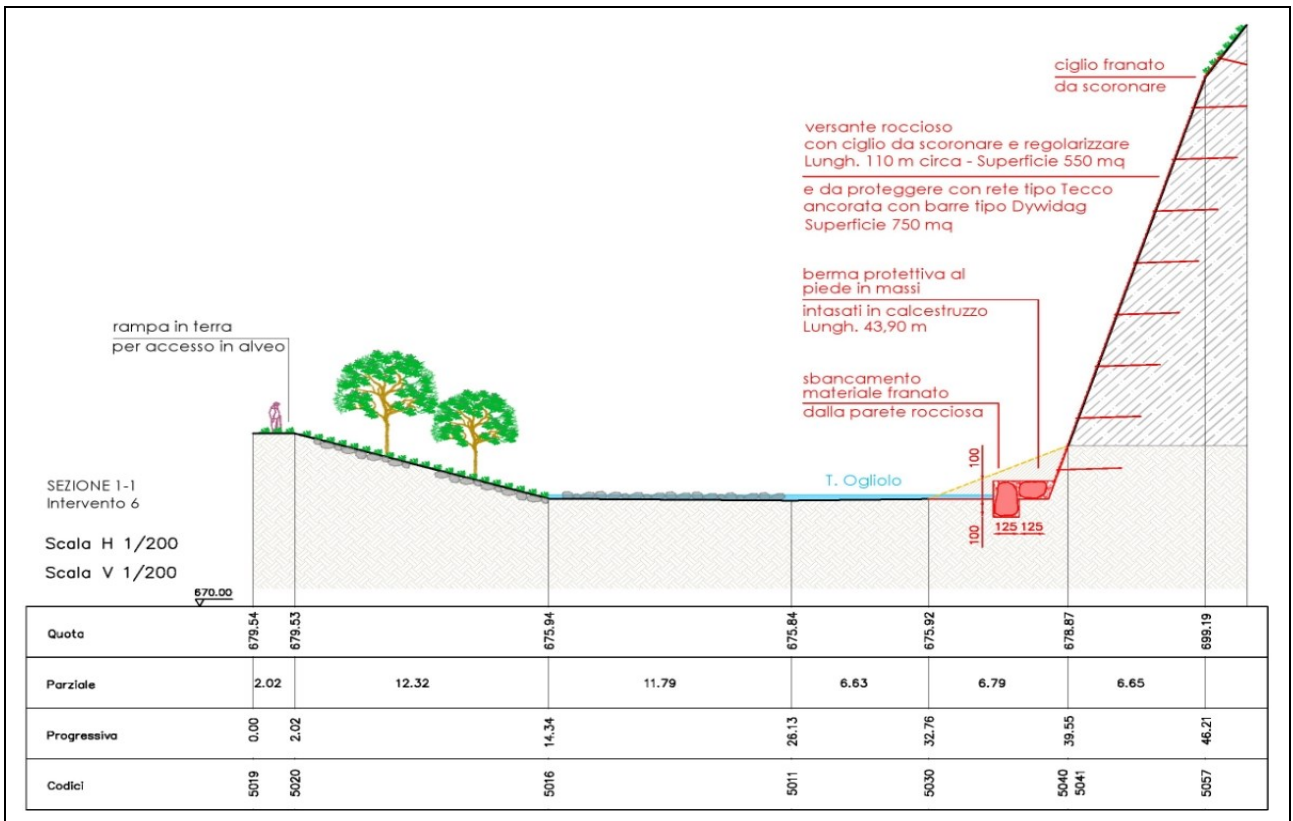 ciglio franato
da scoronare
versante roccioso
con ciglio da scoronare e regolarizzare
Lungh. 110 m circa - Superficie 550 mq
e da proteggere con rete tipo Tecco
ancorata con barre tipo Dywidag
Superficie 750 mq
berma protettiva al
piede in massi
intasati in calcestruzzo
Lungh. 43,90 m
rampa in terra
per accesso in alveo
sbancamento
materiale franato
dalla parete rocciosa
100
T. Ogliolo
SEZIONE 1-1
Intervento 6
125 125
100
Scala H 1/200
Scala V 1/200
670.00
Quota 679.54 679.53 675.94 675.84 675.92 678.87 699.19
Parziale 2.02 12.32 11.79 6.63 6.79 6.65
Progressiva 0.00 2.02 14.34 26.13 32.76 39.55 46.21
Codici 5019 5020 5016 5011 5030 5040 5041 5057